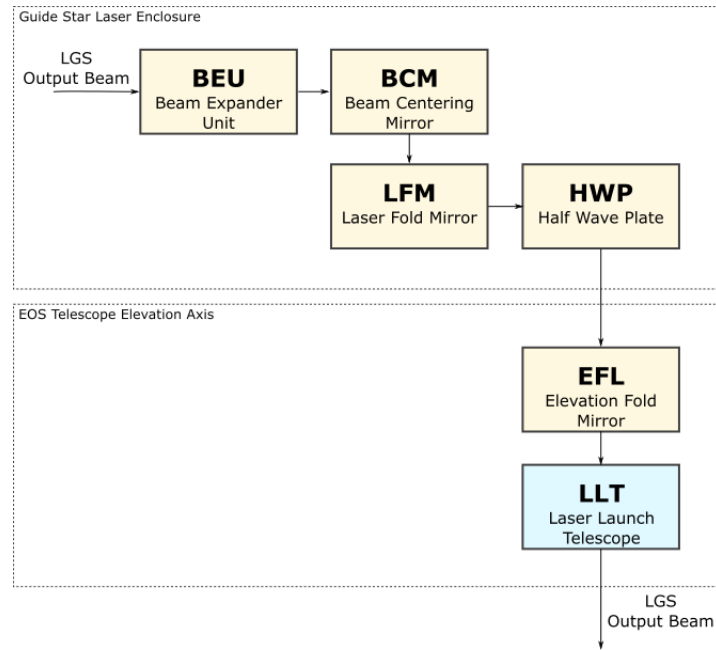 Guide Star Laser Enclosure
LGS
Output Beam
BEU
Beam Expander
Unit
BCM
Beam Centering
Mirror
LFM
Laser Fold Mirror
HWP
Half Wave Plate
EOS Telescope Elevation Axis
EFL
Elevation Fold
Mirror
LLT
Laser Launch
Telescope
LGS
Output Beam